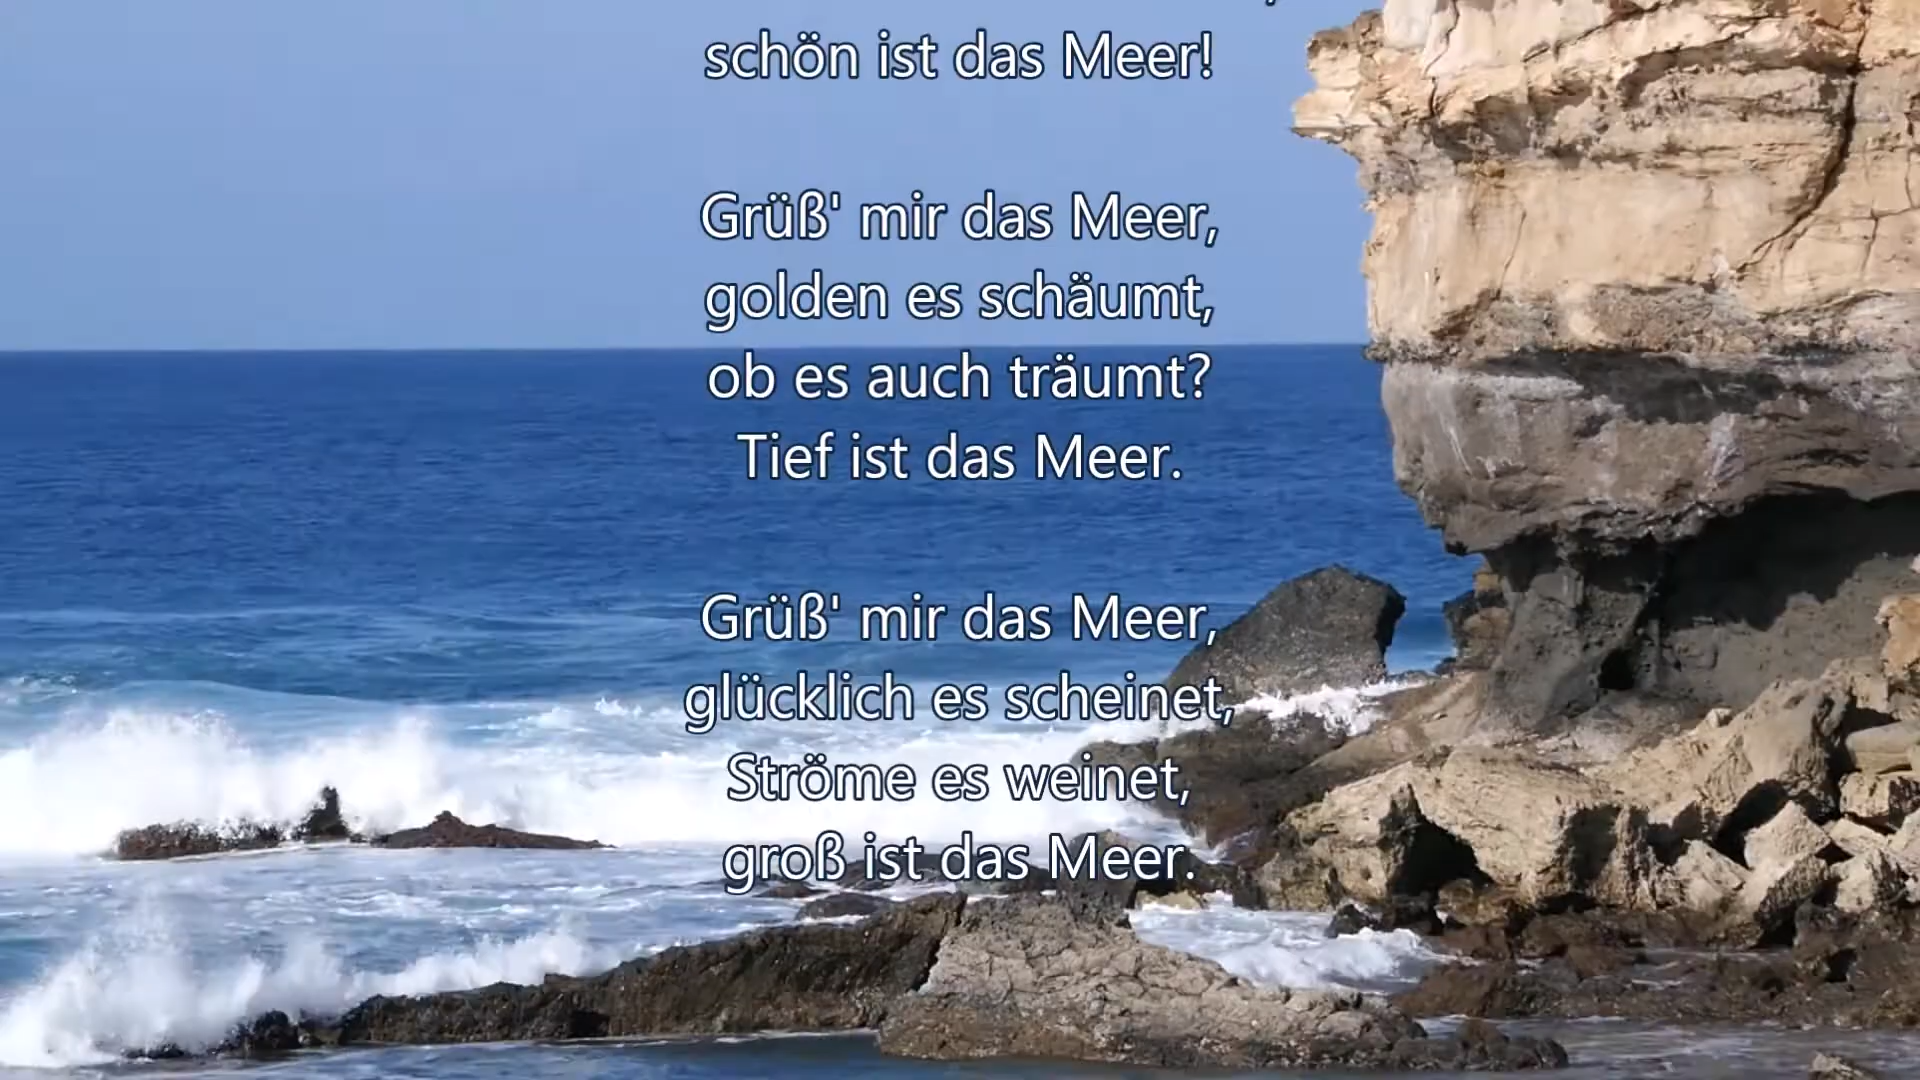 schön ist das Meer!
Grüß' mir das Meer,
golden es schäumt,
ob es auch träumt?
Tief ist das Meer.
Grüß' mir das Meer,
glücklich es scheinet,
Ströme es weinet,
groß ist das Meer.